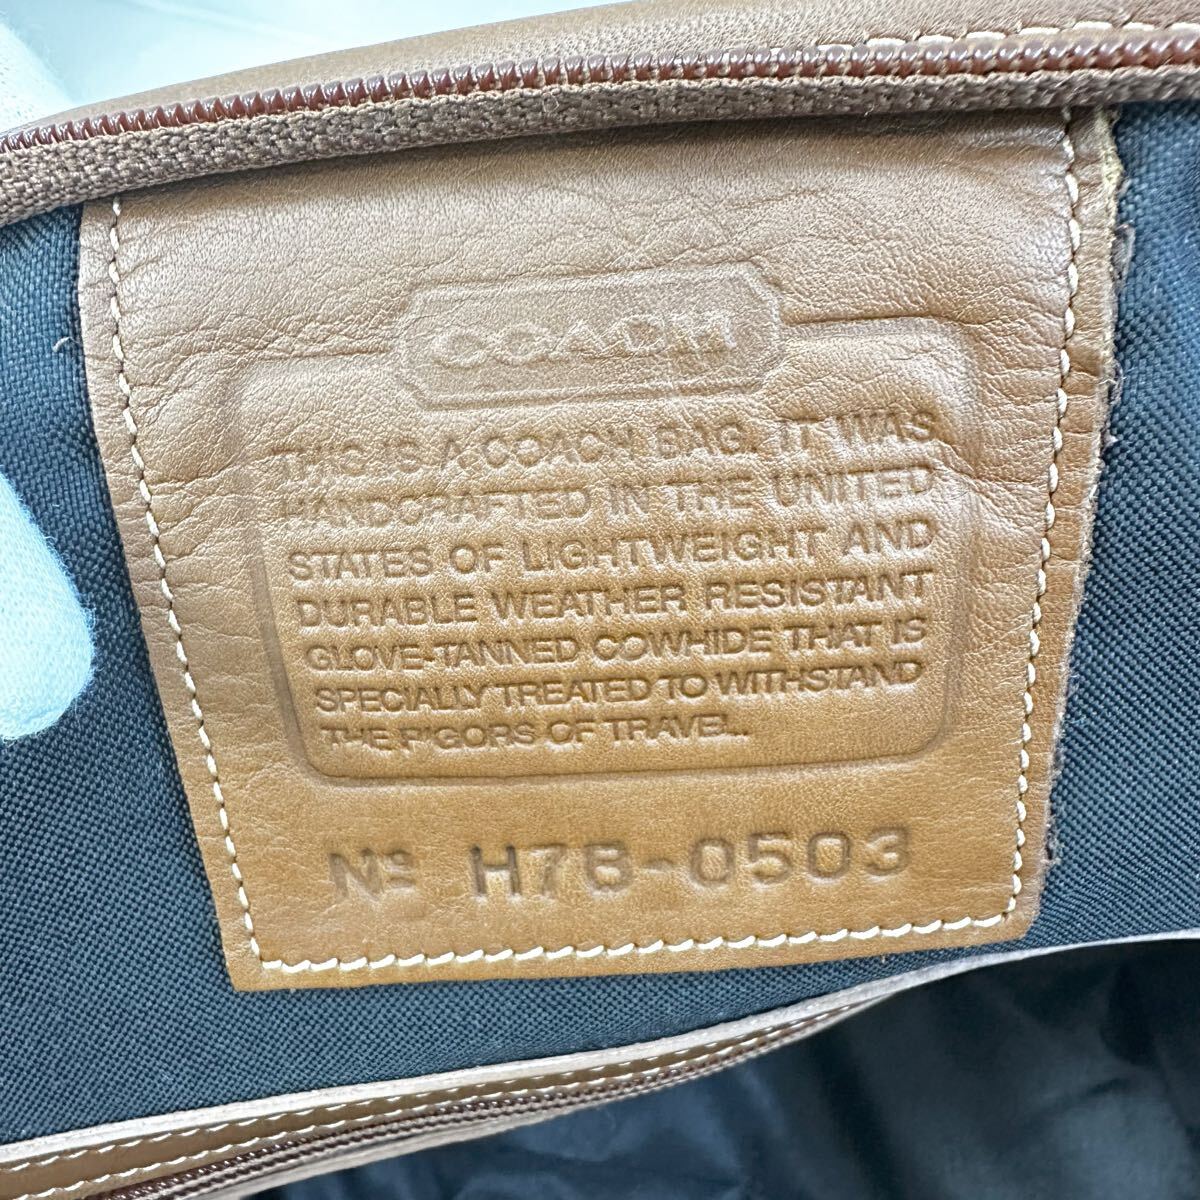 COACH
THIS IS A COACH BAG. IT WAS
HANDCRAFTED IN THE UNITED
STATES OF LIGHTWEIGHT AND
DURABLE WEATHER RESISTANT
GLOVE-TANNED COWHIDE THAT IS
SPECIALLY TREATED TO WITHSTAND
THE RIGORS OF TRAVEL.
Nº H7B-0503